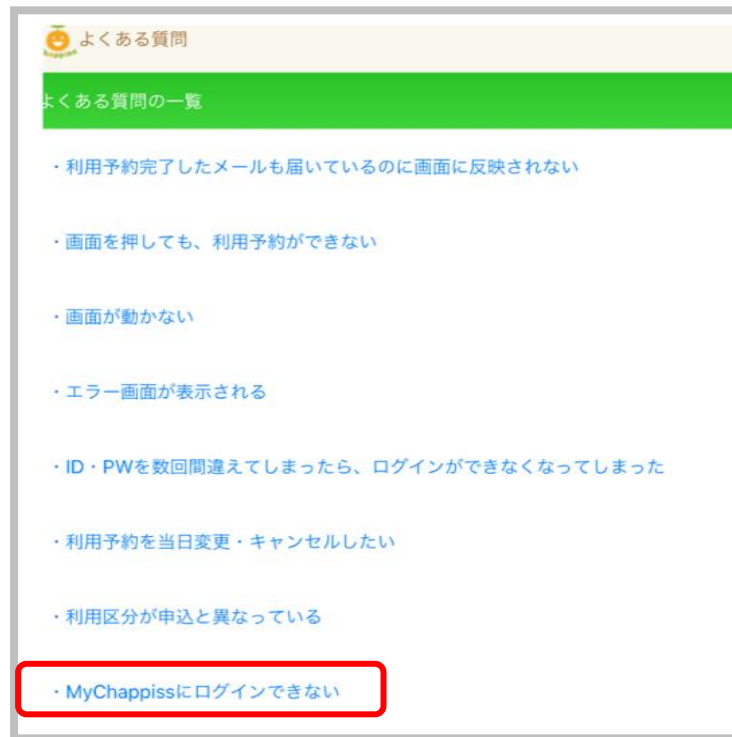 よくある質問
よくある質問の一覧
・利用予約完了したメールも届いているのに画面に反映されない
・画面を押しても、利用予約ができない
・画面が動かない
・エラー画面が表示される
・ID・PWを数回間違えてしまったら、ログインができなくなってしまった
・利用予約を当日変更・キャンセルしたい
・利用区分が申込と異なっている
・MyChappissにログインできない